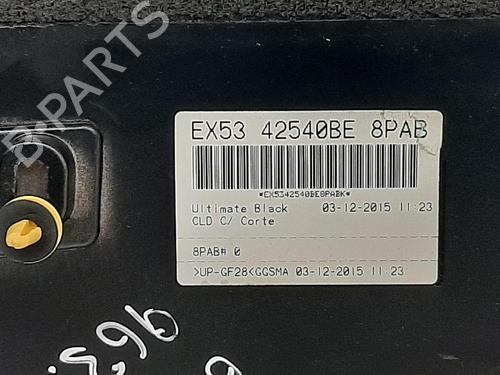 EX53 42540BE 8PAB
*EX5342540BE8PABK*
Ultimate Black 03-12-2015 11:23
CLD C/ Corte
8PAB# 0
>UP-GF28<GGSMA 03-12-2015 11:23
B-PARTS